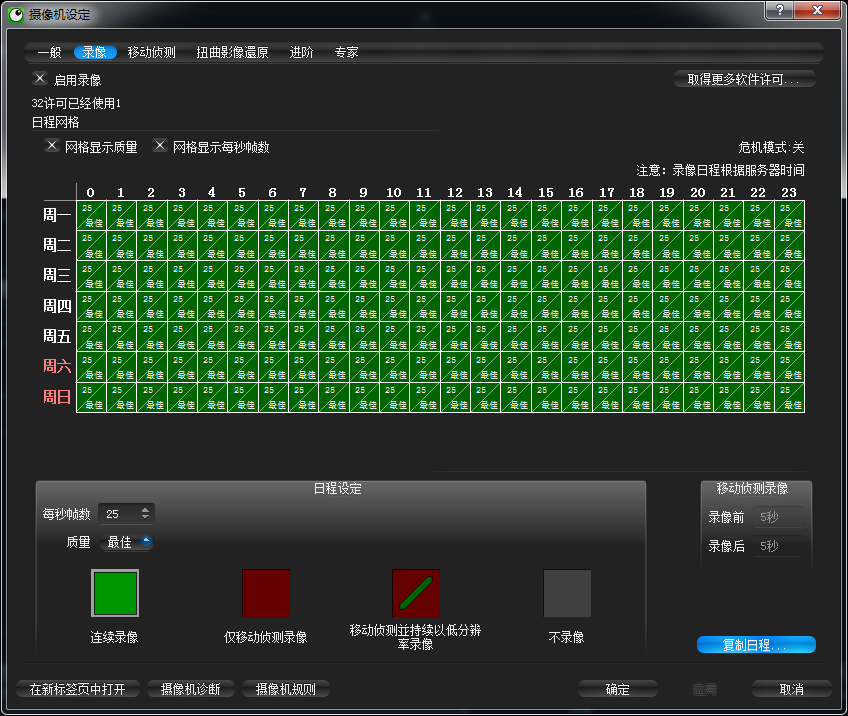 摄像机设定
一般 录像 移动侦测 扭曲影像還原 进阶 专家
启用录像 取得更多软件许可...
32许可已经使用1
日程网格
网格显示质量 网格显示每秒帧数 危机模式:关
注意: 录像日程根据服务器时间
0 1 2 3 4 5 6 7 8 9 10 11 12 13 14 15 16 17 18 19 20 21 22 23
周一 25 25 25 25 25 25 25 25 25 25 25 25 25 25 25 25 25 25 25 25 25 25 25 25
最佳 最佳 最佳 最佳 最佳 最佳 最佳 最佳 最佳 最佳 最佳 最佳 最佳 最佳 最佳 最佳 最佳 最佳 最佳 最佳 最佳 最佳 最佳 最佳
周二 25 25 25 25 25 25 25 25 25 25 25 25 25 25 25 25 25 25 25 25 25 25 25 25
最佳 最佳 最佳 最佳 最佳 最佳 最佳 最佳 最佳 最佳 最佳 最佳 最佳 最佳 最佳 最佳 最佳 最佳 最佳 最佳 最佳 最佳 最佳 最佳
周三 25 25 25 25 25 25 25 25 25 25 25 25 25 25 25 25 25 25 25 25 25 25 25 25
最佳 最佳 最佳 最佳 最佳 最佳 最佳 最佳 最佳 最佳 最佳 最佳 最佳 最佳 最佳 最佳 最佳 最佳 最佳 最佳 最佳 最佳 最佳 最佳
周四 25 25 25 25 25 25 25 25 25 25 25 25 25 25 25 25 25 25 25 25 25 25 25 25
最佳 最佳 最佳 最佳 最佳 最佳 最佳 最佳 最佳 最佳 最佳 最佳 最佳 最佳 最佳 最佳 最佳 最佳 最佳 最佳 最佳 最佳 最佳 最佳
周五 25 25 25 25 25 25 25 25 25 25 25 25 25 25 25 25 25 25 25 25 25 25 25 25
最佳 最佳 最佳 最佳 最佳 最佳 最佳 最佳 最佳 最佳 最佳 最佳 最佳 最佳 最佳 最佳 最佳 最佳 最佳 最佳 最佳 最佳 最佳 最佳
周六 25 25 25 25 25 25 25 25 25 25 25 25 25 25 25 25 25 25 25 25 25 25 25 25
最佳 最佳 最佳 最佳 最佳 最佳 最佳 最佳 最佳 最佳 最佳 最佳 最佳 最佳 最佳 最佳 最佳 最佳 最佳 最佳 最佳 最佳 最佳 最佳
周日 25 25 25 25 25 25 25 25 25 25 25 25 25 25 25 25 25 25 25 25 25 25 25 25
最佳 最佳 最佳 最佳 最佳 最佳 最佳 最佳 最佳 最佳 最佳 最佳 最佳 最佳 最佳 最佳 最佳 最佳 最佳 最佳 最佳 最佳 最佳 最佳
日程设定
每秒帧数 25
质量 最佳
连续录像
仅移动侦测录像
移动侦测並持续以低分辨
率录像
不录像
移动侦测录像
录像前 5秒
录像后 5秒
复制日程...
在新标签页中打开 摄像机诊断 摄像机规则 确定 应用 取消